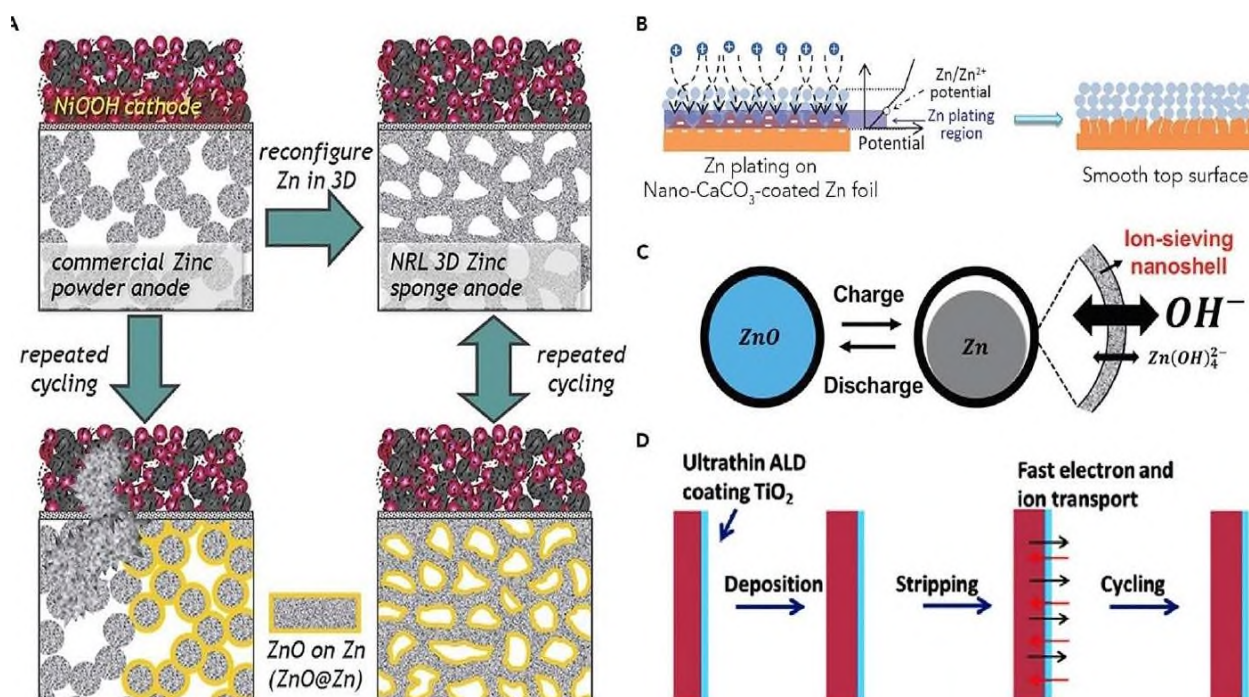 A
NiOOH cathode
reconfigure
Zn in 3D
commercial Zinc
powder anode
NRL 3D Zinc
sponge anode
repeated
cycling
repeated
cycling
ZnO on Zn
(ZnO@Zn)
B
+ + + + + + +
Zn/Zn²⁺
potential
Zn plating
region
Potential
Zn plating on
Nano-CaCO₃-coated Zn foil
Smooth top surface
C
ZnO
Charge
Discharge
Zn
Ion-sieving
nanoshell
OH⁻
Zn(OH)₄²⁻
D
Ultrathin ALD
coating TiO₂
Deposition
Stripping
Fast electron and
ion transport
Cycling